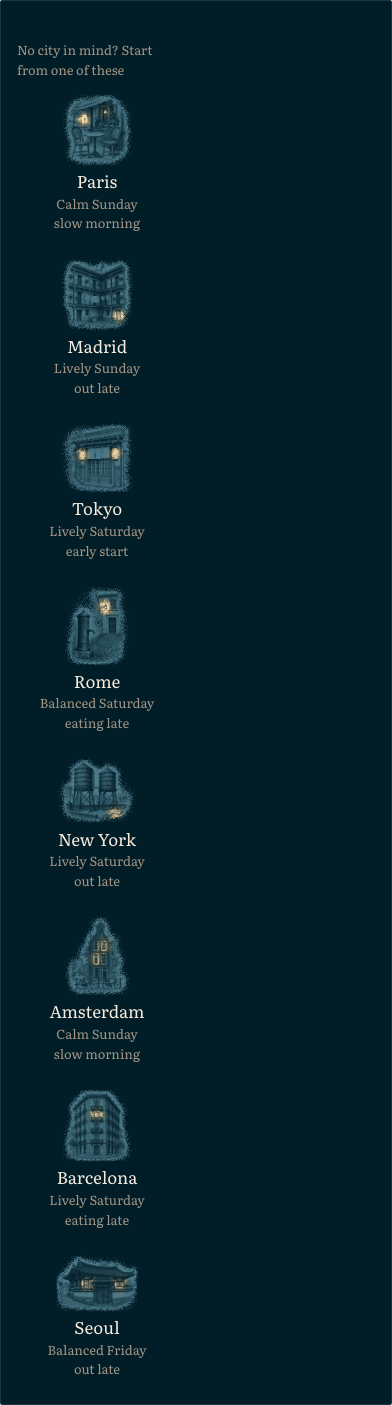 No city in mind? Start
from one of these
Paris
Calm Sunday
slow morning
Madrid
Lively Sunday
out late
Tokyo
Lively Saturday
early start
Rome
Balanced Saturday
eating late
New York
Lively Saturday
out late
Amsterdam
Calm Sunday
slow morning
Barcelona
Lively Saturday
eating late
Seoul
Balanced Friday
out late